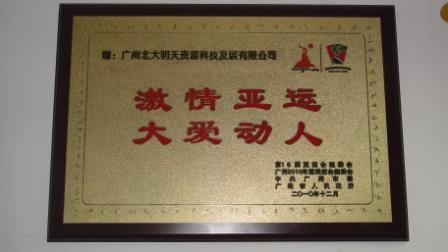 赠：广州北大明天资源科技发展有限公司
激情亚运
大爱动人
第16届亚运会组委会
广州2010年亚残运会组委会
中共广州市委
广州市人民政府
二〇一〇年十二月